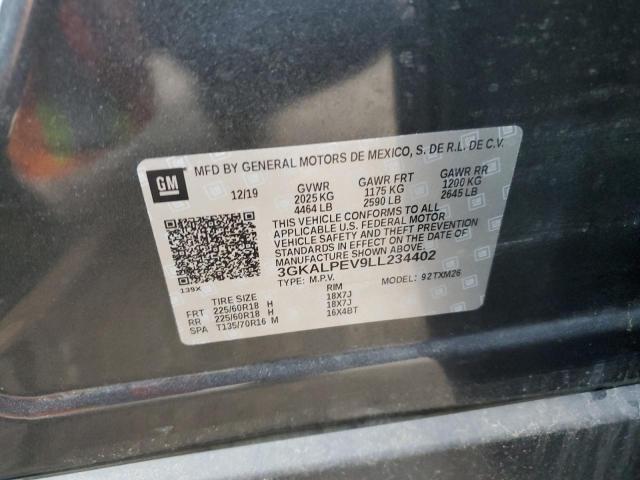 GM
MFD BY GENERAL MOTORS DE MEXICO, S. DE R.L. DE C.V.
12/19 GVWR GAWR FRT GAWR RR
2025 KG 1175 KG 1200 KG
4464 LB 2590 LB 2645 LB
THIS VEHICLE CONFORMS TO ALL
APPLICABLE U.S. FEDERAL MOTOR
VEHICLE SAFETY AND THEFT PREVENTION
STANDARDS IN EFFECT ON THE DATE OF
MANUFACTURE SHOWN ABOVE.
3GKALPEV9LL234402
139X TYPE: M.P.V. MODEL: 92TXM26
TIRE SIZE RIM
FRT 225/60R18 H 18X7J
RR 225/60R18 H 18X7J
SPA T135/70R16 M 16X4BT